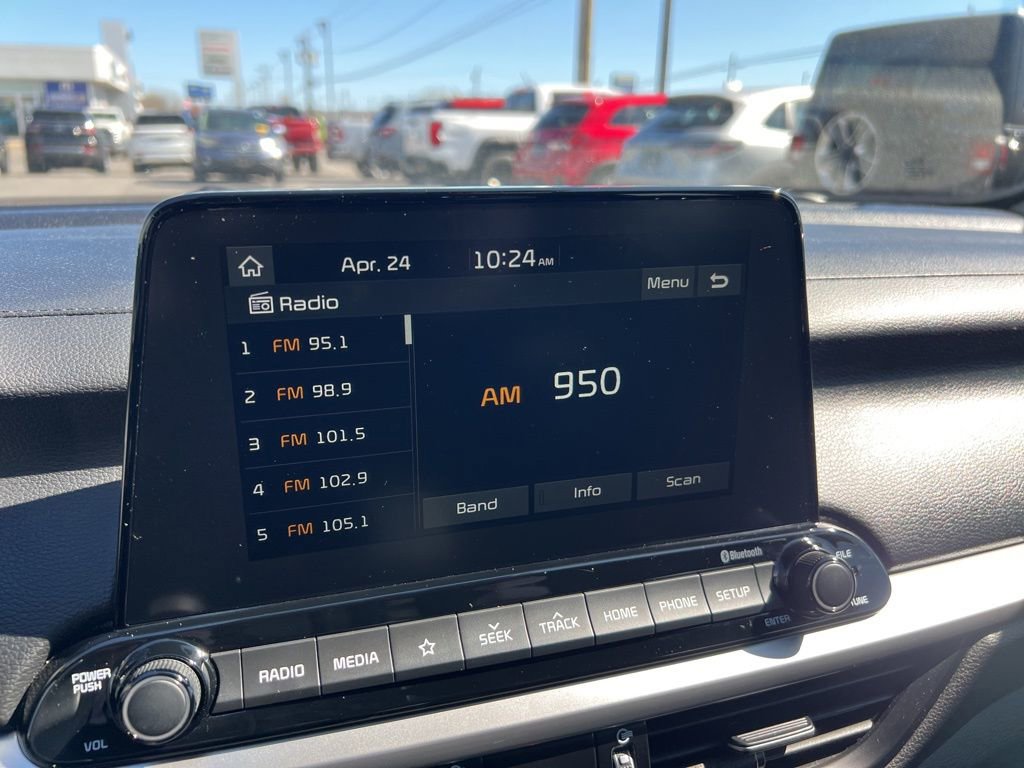 Apr. 24 10:24 AM
Radio Menu
1 FM 95.1
2 FM 98.9
3 FM 101.5
4 FM 102.9
5 FM 105.1
AM 950
Band Info Scan
Bluetooth
POWER
PUSH
VOL
RADIO MEDIA SEEK TRACK HOME PHONE SETUP
FILE
TUNE
ENTER